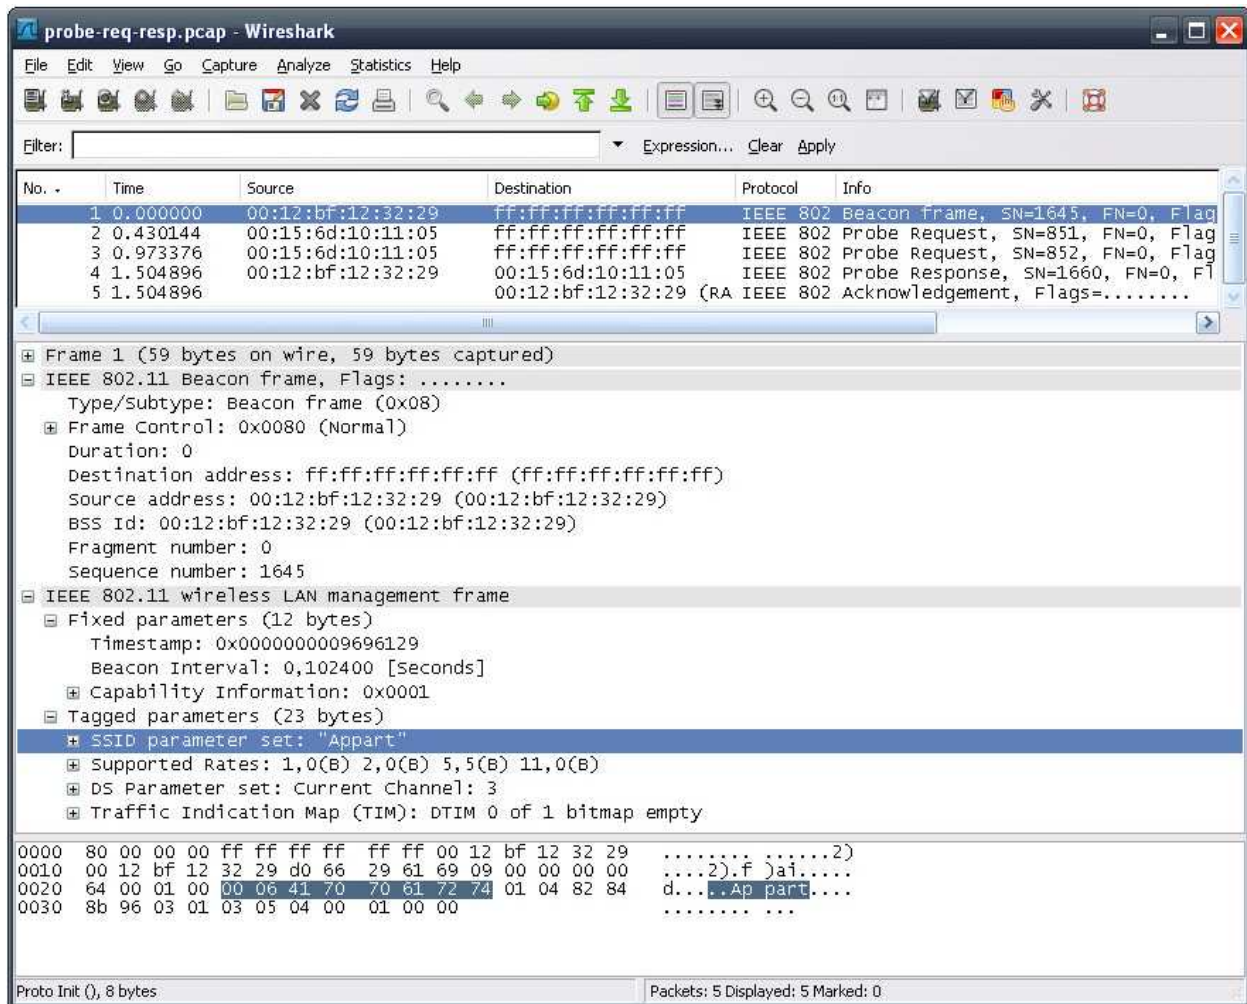 probe-req-resp.pcap - Wireshark
File Edit View Go Capture Analyze Statistics Help
Filter: Expression... Clear Apply
No. - Time Source Destination Protocol Info
1 0.000000 00:12:bf:12:32:29 ff:ff:ff:ff:ff:ff IEEE 802 Beacon frame, SN=1645, FN=0, Flag
2 0.430144 00:15:6d:10:11:05 ff:ff:ff:ff:ff:ff IEEE 802 Probe Request, SN=851, FN=0, Flag
3 0.973376 00:15:6d:10:11:05 ff:ff:ff:ff:ff:ff IEEE 802 Probe Request, SN=852, FN=0, Flag
4 1.504896 00:12:bf:12:32:29 00:15:6d:10:11:05 IEEE 802 Probe Response, SN=1660, FN=0, Fl
5 1.504896 00:12:bf:12:32:29 (RA IEEE 802 Acknowledgement, Flags=........
Frame 1 (59 bytes on wire, 59 bytes captured)
IEEE 802.11 Beacon frame, Flags: ........
Type/Subtype: Beacon frame (0x08)
Frame Control: 0x0080 (Normal)
Duration: 0
Destination address: ff:ff:ff:ff:ff:ff (ff:ff:ff:ff:ff:ff)
Source address: 00:12:bf:12:32:29 (00:12:bf:12:32:29)
BSS Id: 00:12:bf:12:32:29 (00:12:bf:12:32:29)
Fragment number: 0
Sequence number: 1645
IEEE 802.11 wireless LAN management frame
Fixed parameters (12 bytes)
Timestamp: 0x0000000009696129
Beacon Interval: 0,102400 [Seconds]
Capability Information: 0x0001
Tagged parameters (23 bytes)
SSID parameter set: "Appart"
Supported Rates: 1,0(B) 2,0(B) 5,5(B) 11,0(B)
DS Parameter set: Current Channel: 3
Traffic Indication Map (TIM): DTIM 0 of 1 bitmap empty
0000 80 00 00 00 ff ff ff ff ff ff 00 12 bf 12 32 29 ........ ......2)
0010 00 12 bf 12 32 29 d0 66 29 61 69 09 00 00 00 00 ....2).f )ai.....
0020 64 00 01 00 00 06 41 70 70 61 72 74 01 04 82 84 d.....Ap part....
0030 8b 96 03 01 03 05 04 00 01 00 00 ........ ...
Proto Init (), 8 bytes Packets: 5 Displayed: 5 Marked: 0